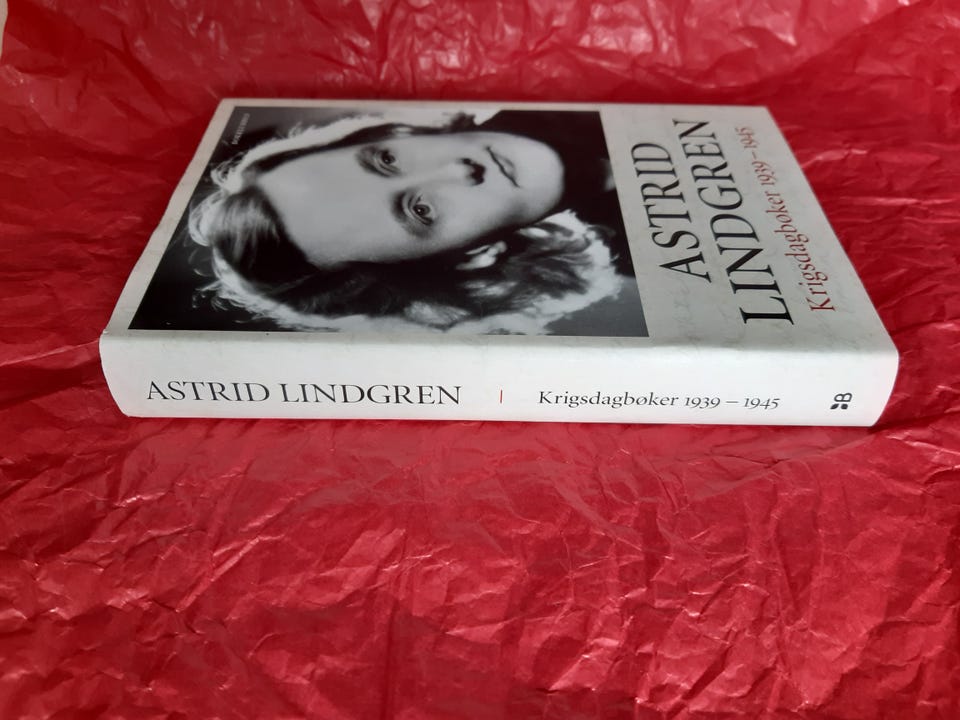 ASTRID
LINDGREN
Krigsdagbøker 1939–1945
ASTRID LINDGREN | Krigsdagbøker 1939 – 1945